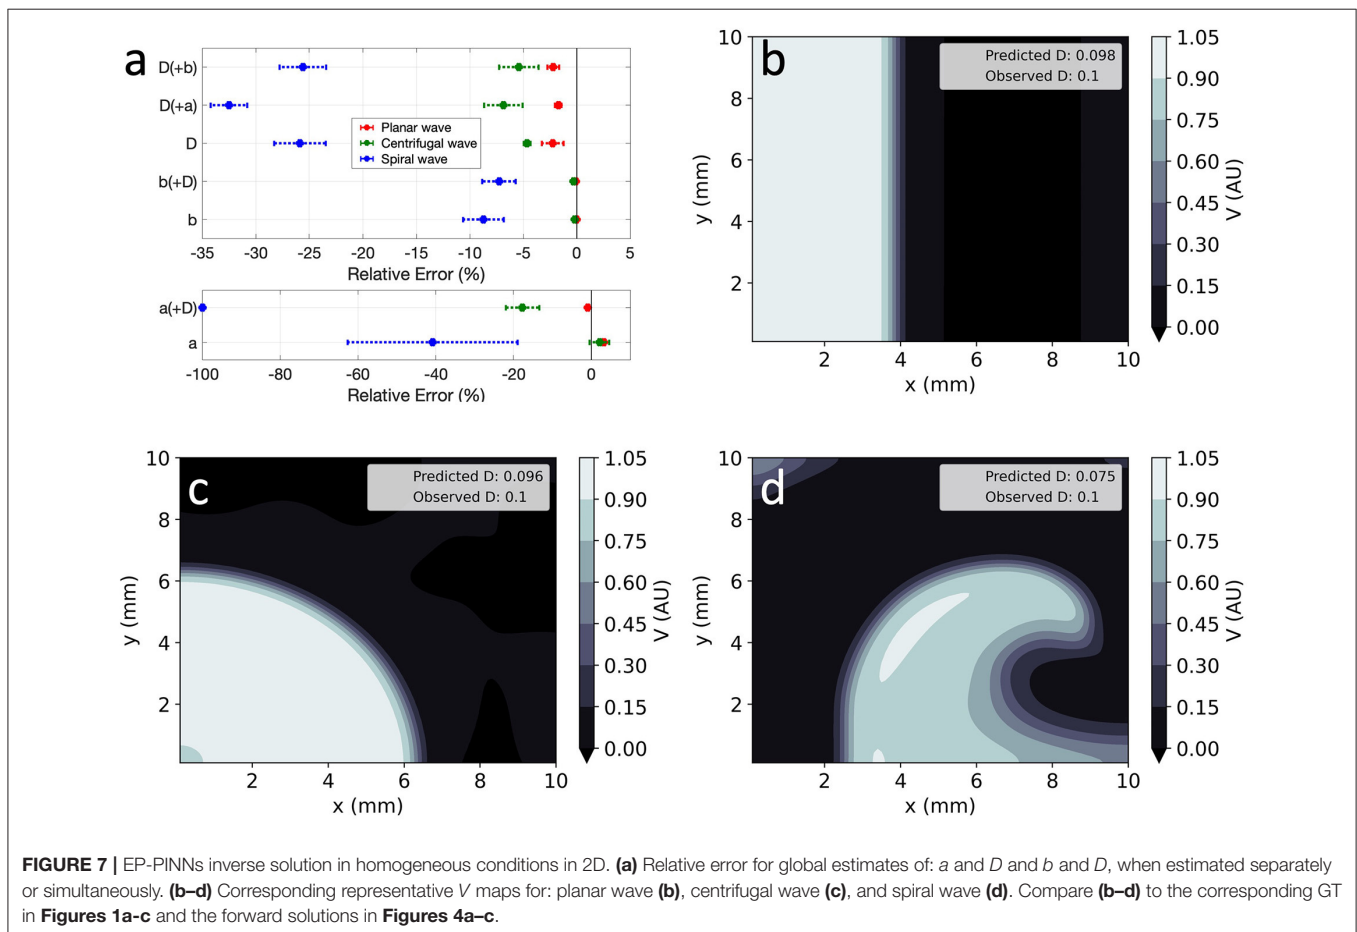 a
D(+b)
D(+a)
D
b(+D)
b
Planar wave
Centrifugal wave
Spiral wave
-35 -30 -25 -20 -15 -10 -5 0 5
Relative Error (%)
a(+D)
a
-100 -80 -60 -40 -20 0
Relative Error (%)
b
Predicted D: 0.098
Observed D: 0.1
10
8
6
4
2
y (mm)
2 4 6 8 10
x (mm)
1.05
0.90
0.75
0.60
0.45
0.30
0.15
0.00
V (AU)
c
Predicted D: 0.096
Observed D: 0.1
10
8
6
4
2
y (mm)
2 4 6 8 10
x (mm)
1.05
0.90
0.75
0.60
0.45
0.30
0.15
0.00
V (AU)
d
Predicted D: 0.075
Observed D: 0.1
10
8
6
4
2
y (mm)
2 4 6 8 10
x (mm)
1.05
0.90
0.75
0.60
0.45
0.30
0.15
0.00
V (AU)
FIGURE 7 | EP-PINNs inverse solution in homogeneous conditions in 2D. (a) Relative error for global estimates of: a and D and b and D, when estimated separately
or simultaneously. (b–d) Corresponding representative V maps for: planar wave (b), centrifugal wave (c), and spiral wave (d). Compare (b–d) to the corresponding GT
in Figures 1a-c and the forward solutions in Figures 4a–c.